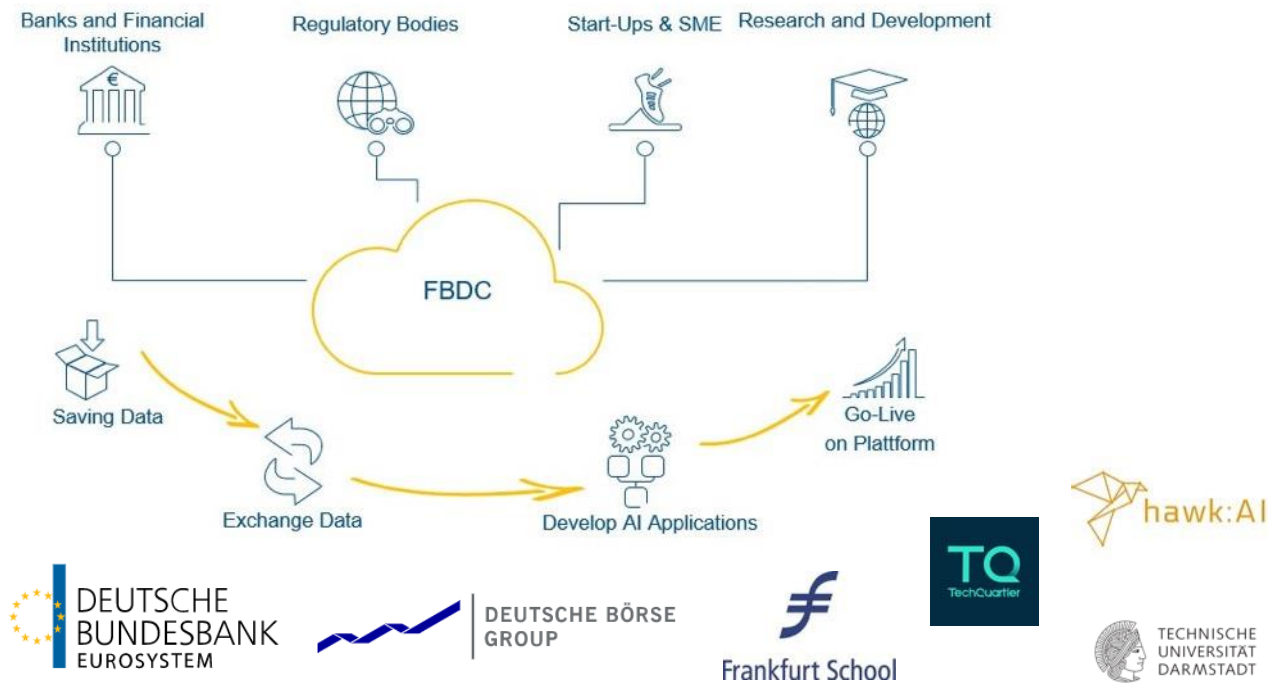 Banks and Financial
Institutions
Regulatory Bodies
Start-Ups & SME
Research and Development
€
FBDC
Saving Data
Exchange Data
Develop AI Applications
Go-Live
on Plattform
hawk:AI
TQ
TechQuartier
DEUTSCHE
BUNDESBANK
EUROSYSTEM
DEUTSCHE BÖRSE
GROUP
Frankfurt School
TECHNISCHE
UNIVERSITÄT
DARMSTADT